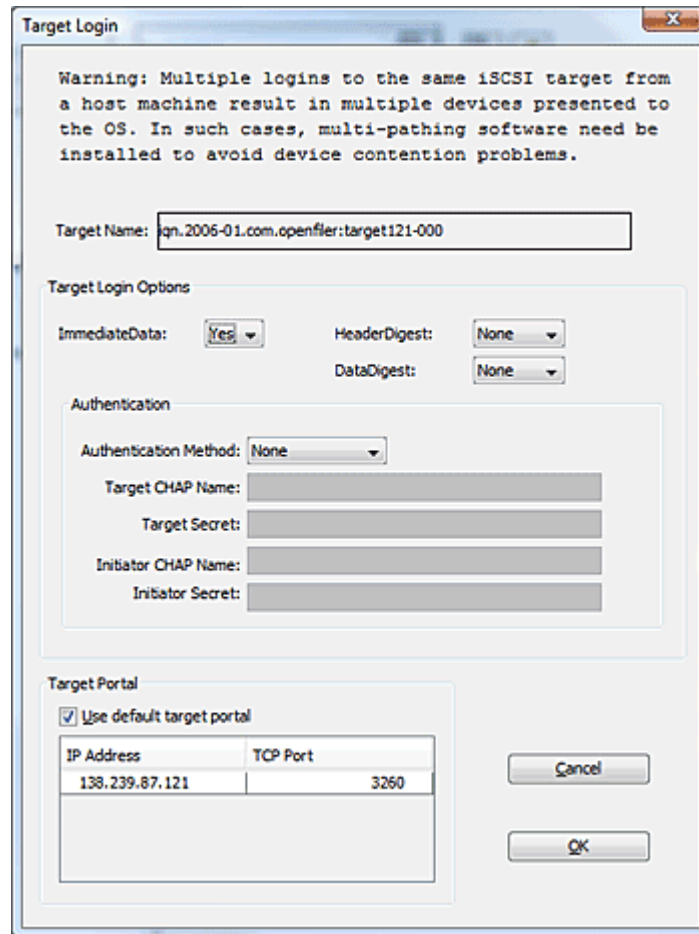 Target Login
Warning: Multiple logins to the same iSCSI target from
a host machine result in multiple devices presented to
the OS. In such cases, multi-pathing software need be
installed to avoid device contention problems.
Target Name: iqn.2006-01.com.openfiler:target121-000
Target Login Options
ImmediateData: Yes HeaderDigest: None
DataDigest: None
Authentication
Authentication Method: None
Target CHAP Name:
Target Secret:
Initiator CHAP Name:
Initiator Secret:
Target Portal
Use default target portal
IP Address TCP Port
138.239.87.121 3260
Cancel
OK